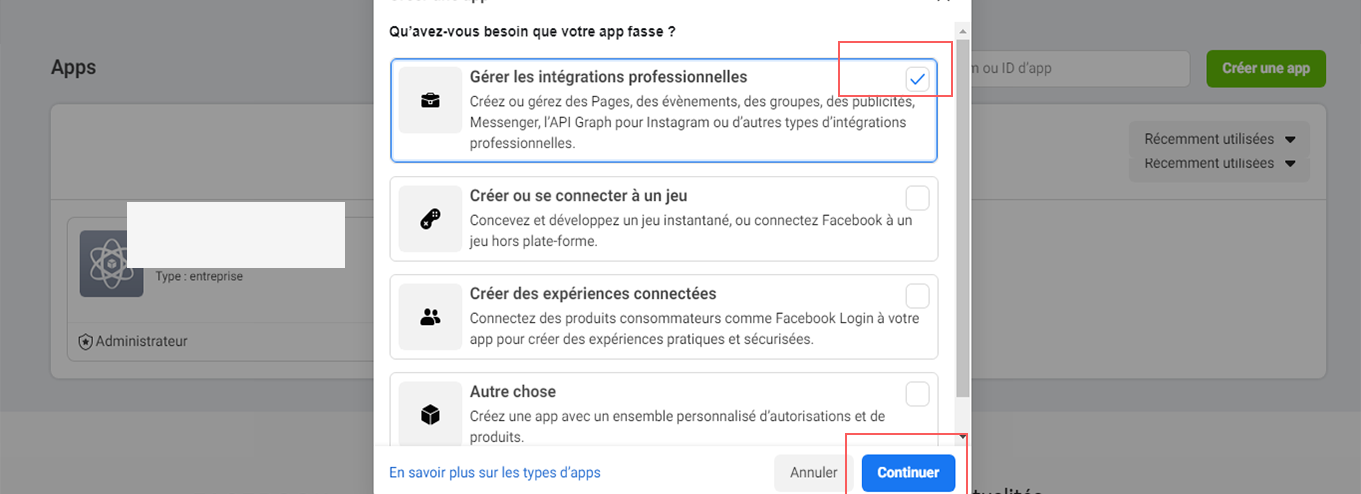 Qu'avez-vous besoin que votre app fasse ?
Apps
m ou ID d'app
Créer une app
Gérer les intégrations professionnelles
Créez ou gérez des Pages, des évènements, des groupes, des publicités,
Messenger, l'API Graph pour Instagram ou d'autres types d'intégrations
professionnelles.
Récemment utilisées
Récemment utilisées
Créer ou se connecter à un jeu
Concevez et développez un jeu instantané, ou connectez Facebook à un
jeu hors plate-forme.
Type : entreprise
Administrateur
Créer des expériences connectées
Connectez des produits consommateurs comme Facebook Login à votre
app pour créer des expériences pratiques et sécurisées.
Autre chose
Créez une app avec un ensemble personnalisé d'autorisations et de
produits.
En savoir plus sur les types d'apps
Annuler
Continuer